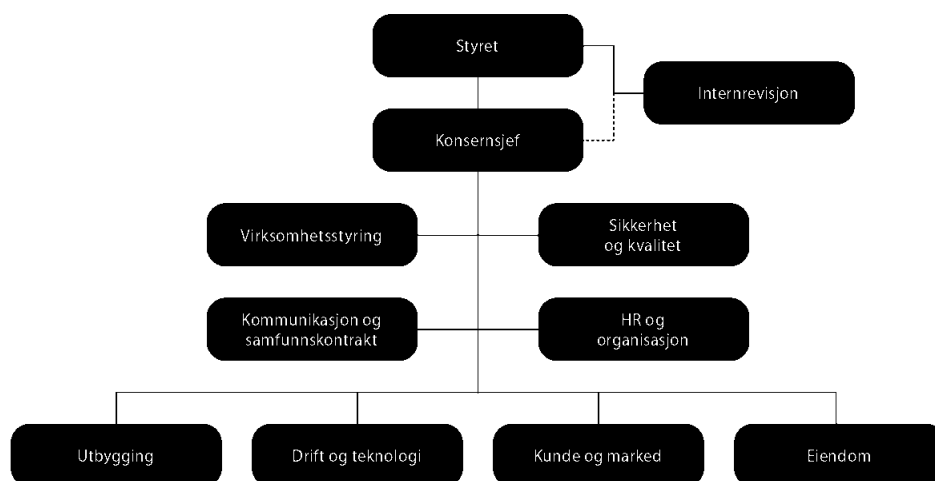 Styret
Internrevisjon
Konsernsjef
Virksomhetsstyring
Sikkerhet
og kvalitet
Kommunikasjon og
samfunnskontrakt
HR og
organisasjon
Utbygging
Drift og teknologi
Kunde og marked
Eiendom